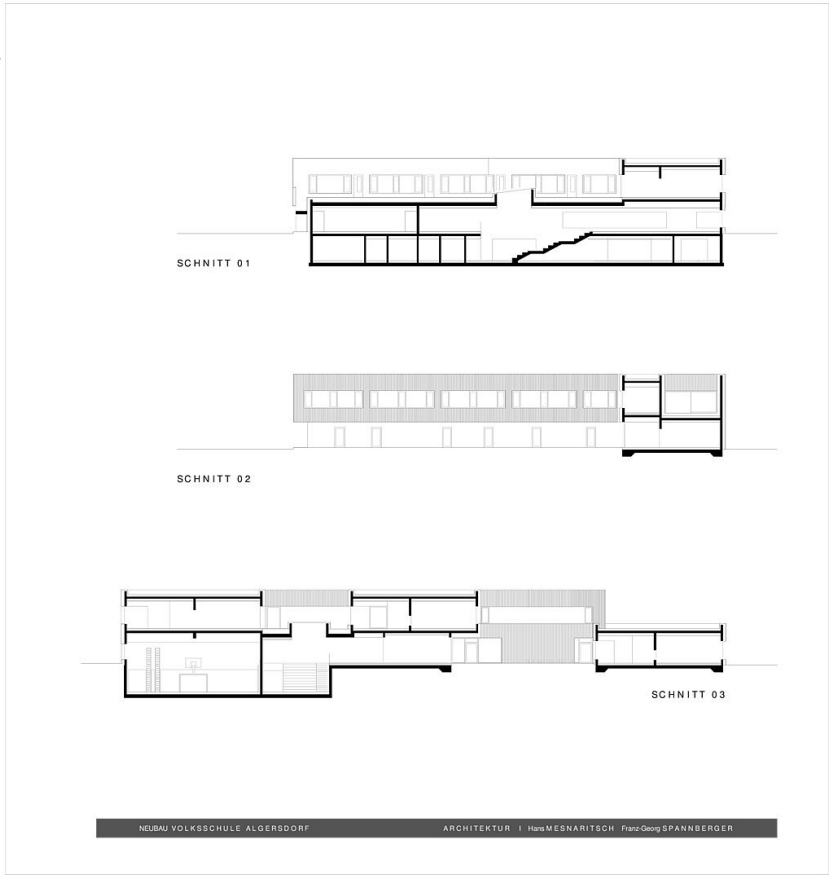 SCHNITT 01
SCHNITT 02
SCHNITT 03
NEUBAU VOLKSSCHULE ALGERSDORF
ARCHITEKTUR I Hans MESNARITSCH Franz-Georg SPANNBERGER